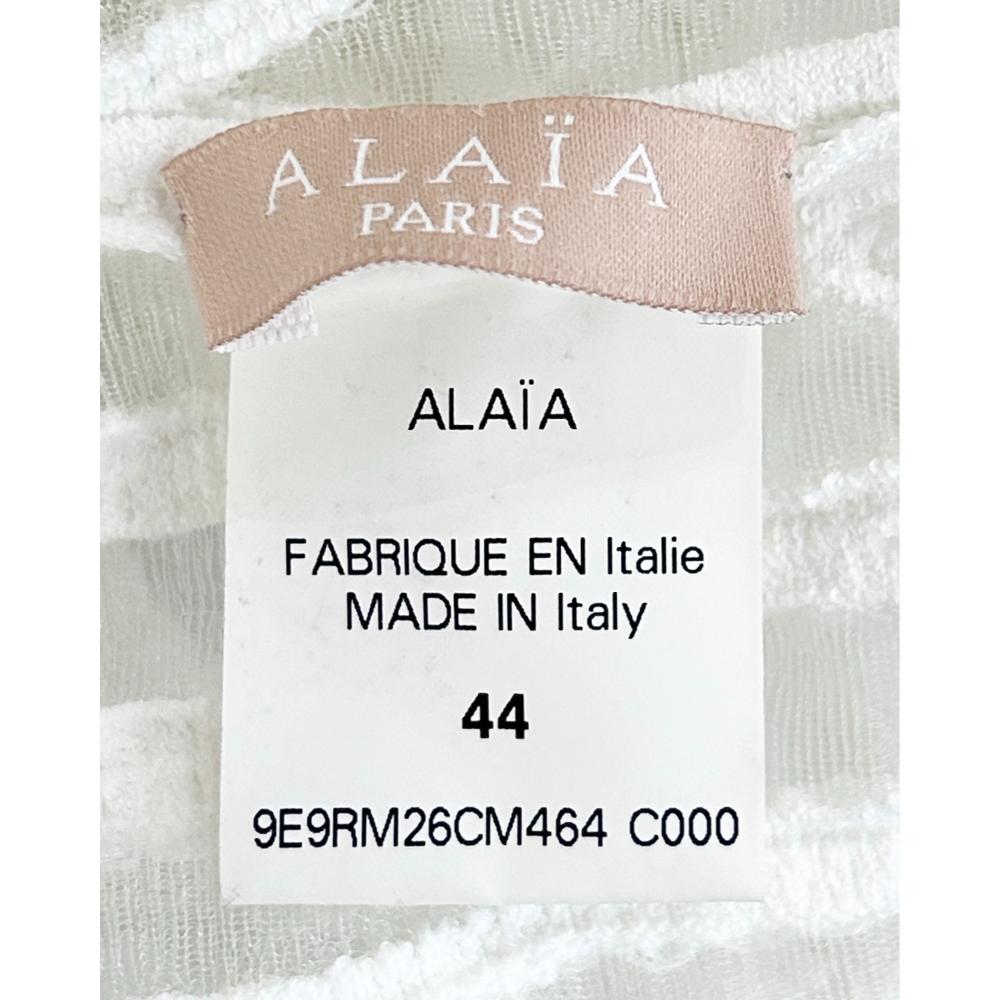 ALAÏA
PARIS
ALAÏA
FABRIQUE EN Italie
MADE IN Italy
44
9E9RM26CM464 C000